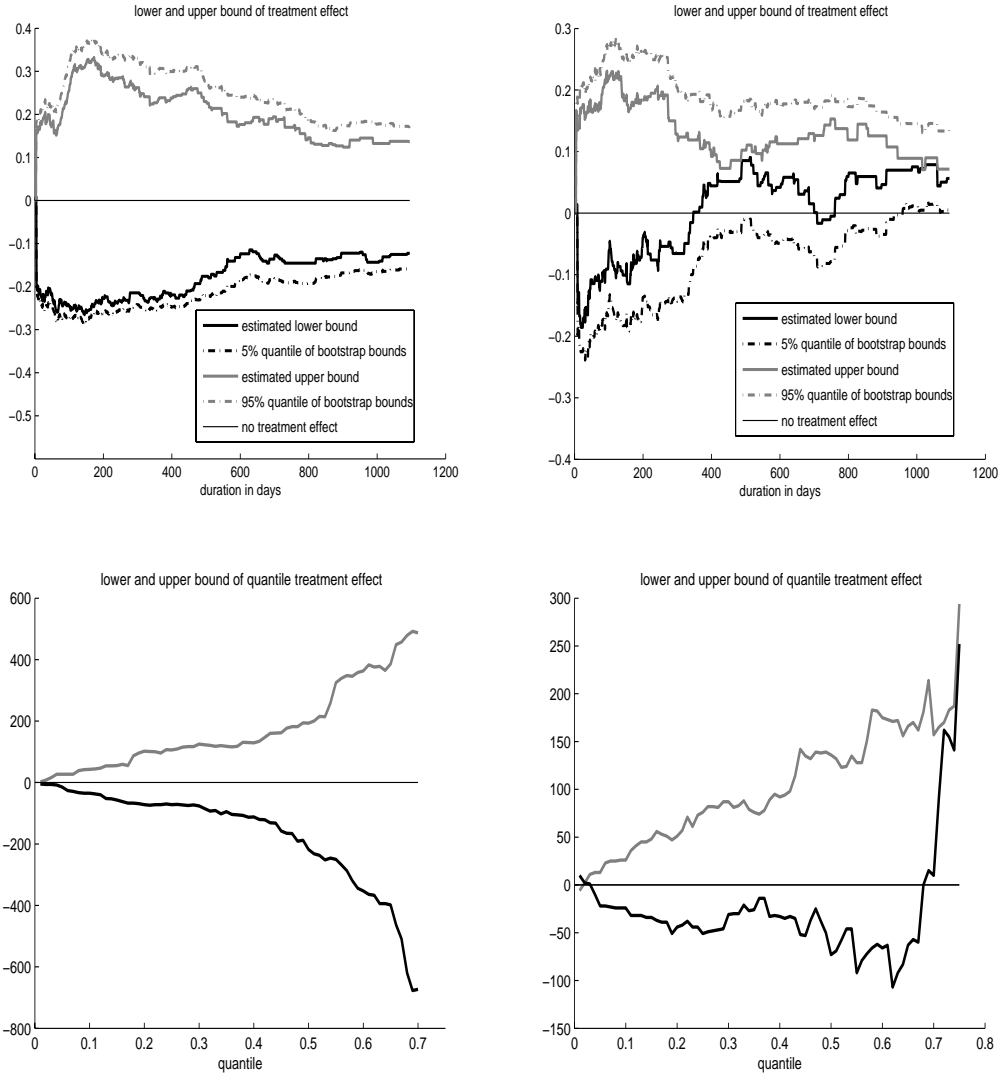 lower and upper bound of treatment effect
0.4
0.3
0.2
0.1
0
−0.1
−0.2
−0.3
−0.4
−0.5
estimated lower bound
5% quantile of bootstrap bounds
estimated upper bound
95% quantile of bootstrap bounds
no treatment effect
0 200 400 600 800 1000 1200
duration in days
lower and upper bound of treatment effect
0.3
0.2
0.1
0
−0.1
−0.2
−0.3
−0.4
estimated lower bound
5% quantile of bootstrap bounds
estimated upper bound
95% quantile of bootstrap bounds
no treatment effect
0 200 400 600 800 1000 1200
duration in days
lower and upper bound of quantile treatment effect
600
400
200
0
−200
−400
−600
−800
0 0.1 0.2 0.3 0.4 0.5 0.6 0.7
quantile
lower and upper bound of quantile treatment effect
300
250
200
150
100
50
0
−50
−100
−150
0 0.1 0.2 0.3 0.4 0.5 0.6 0.7 0.8
quantile